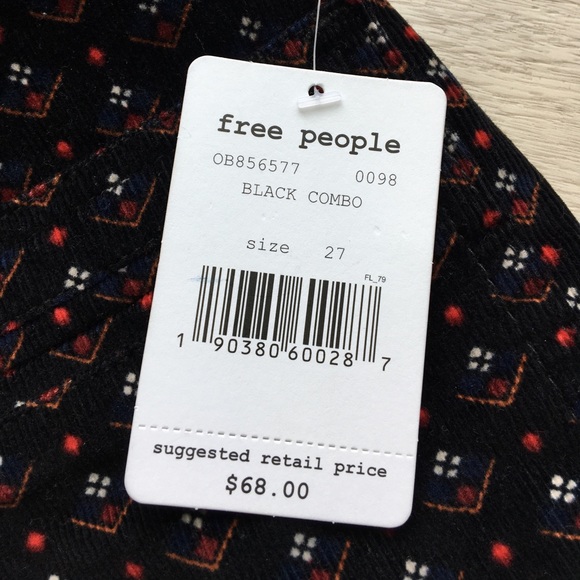 free people
OB856577 0098
BLACK COMBO
size 27
FL_79
1 90380 60028 7
suggested retail price
$68.00